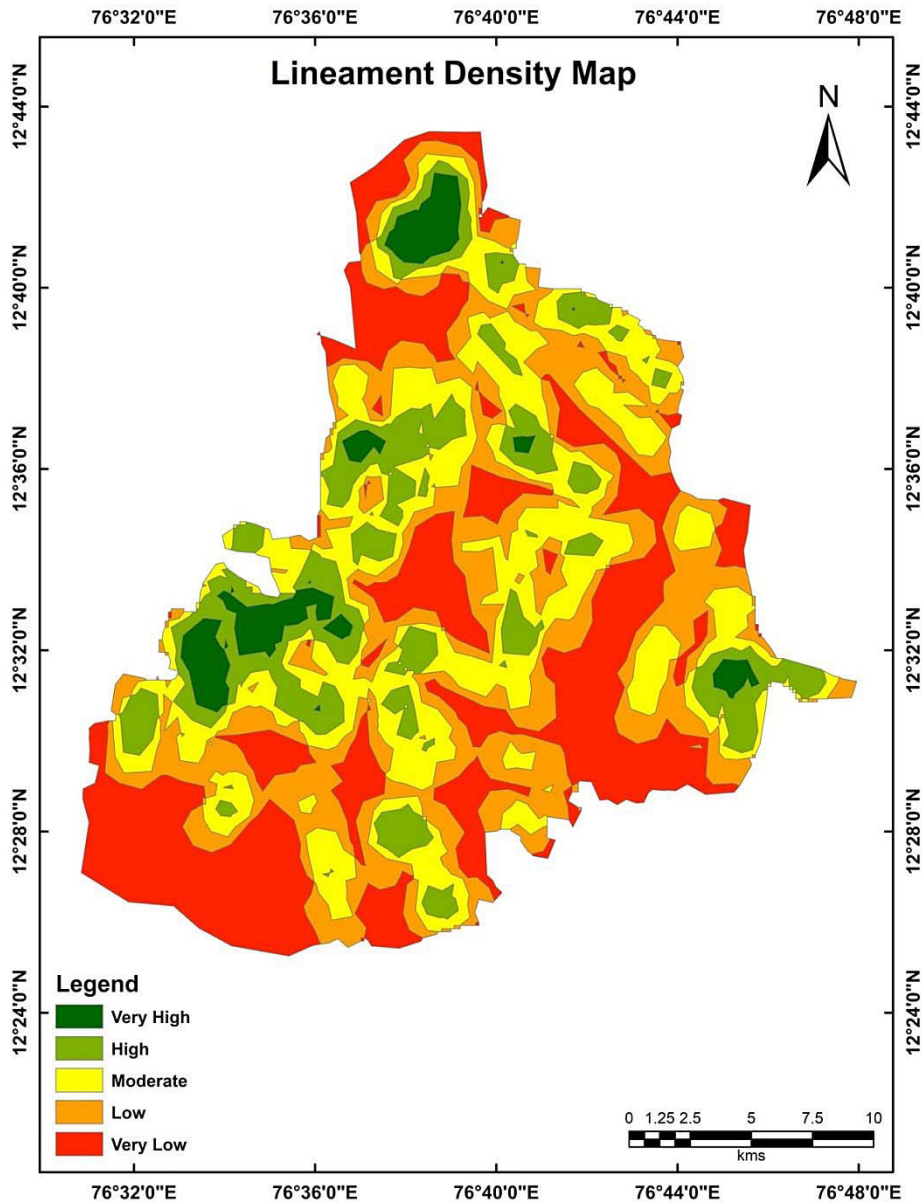 76°32'0"E 76°36'0"E 76°40'0"E 76°44'0"E 76°48'0"E
Lineament Density Map
N
12°44'0"N 12°44'0"N
12°40'0"N 12°40'0"N
12°36'0"N 12°36'0"N
12°32'0"N 12°32'0"N
12°28'0"N 12°28'0"N
12°24'0"N 12°24'0"N
Legend
Very High
High
Moderate
Low
Very Low
0 1.25 2.5 5 7.5 10
kms
76°32'0"E 76°36'0"E 76°40'0"E 76°44'0"E 76°48'0"E